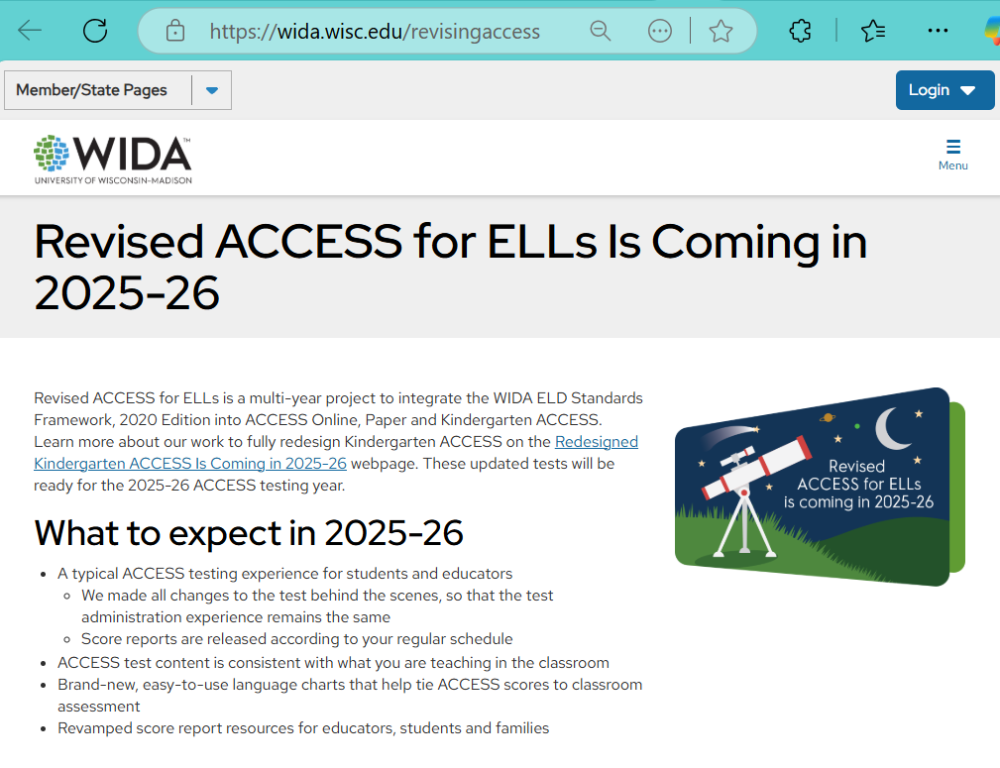 https://wida.wisc.edu/revisingaccess
Member/State Pages
Login
WIDA™
UNIVERSITY OF WISCONSIN–MADISON
Menu
Revised ACCESS for ELLs Is Coming in
2025-26
Revised ACCESS for ELLs is a multi-year project to integrate the WIDA ELD Standards
Framework, 2020 Edition into ACCESS Online, Paper and Kindergarten ACCESS.
Learn more about our work to fully redesign Kindergarten ACCESS on the Redesigned
Kindergarten ACCESS Is Coming in 2025-26 webpage. These updated tests will be
ready for the 2025-26 ACCESS testing year.
Revised
ACCESS for ELLs
is coming in 2025-26
What to expect in 2025-26
• A typical ACCESS testing experience for students and educators
◦ We made all changes to the test behind the scenes, so that the test
administration experience remains the same
◦ Score reports are released according to your regular schedule
• ACCESS test content is consistent with what you are teaching in the classroom
• Brand-new, easy-to-use language charts that help tie ACCESS scores to classroom
assessment
• Revamped score report resources for educators, students and families